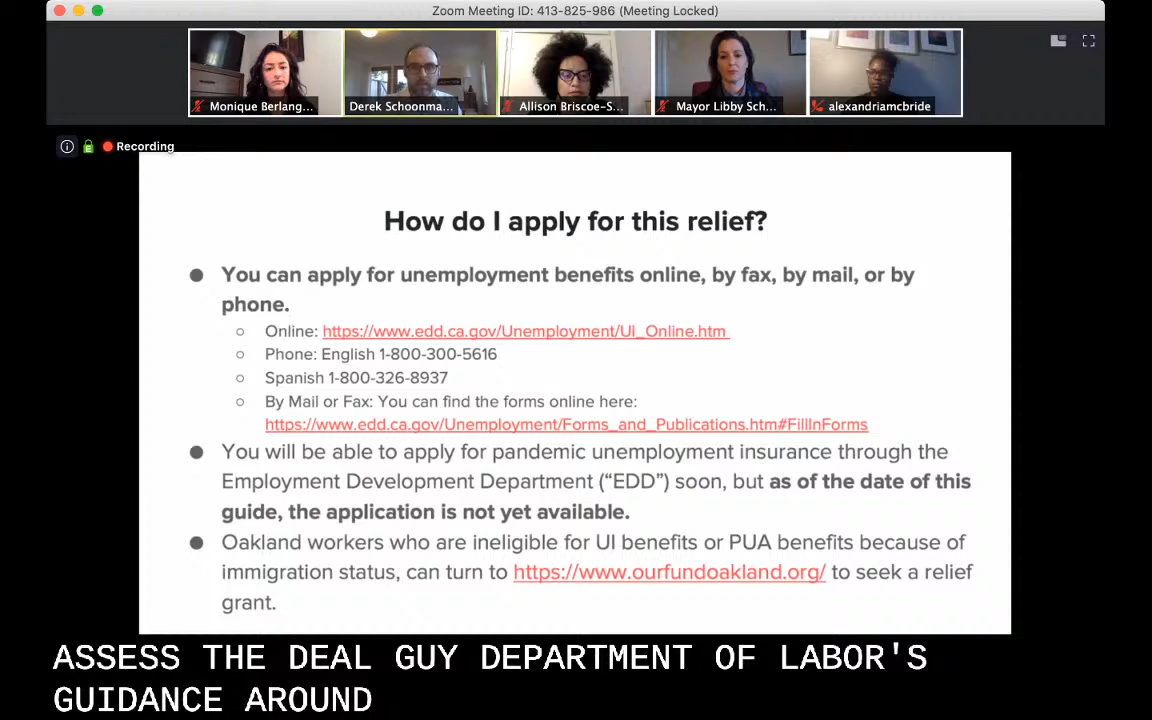 Zoom Meeting ID: 413-825-986 (Meeting Locked)
Monique Berlang...
Derek Schoonma...
Allison Briscoe-S...
Mayor Libby Sch...
alexandriamcbride
Recording
How do I apply for this relief?
You can apply for unemployment benefits online, by fax, by mail, or by
phone.
Online: https://www.edd.ca.gov/Unemployment/UI_Online.htm
Phone: English 1-800-300-5616
Spanish 1-800-326-8937
By Mail or Fax: You can find the forms online here:
https://www.edd.ca.gov/Unemployment/Forms_and_Publications.htm#FillInForms
You will be able to apply for pandemic unemployment insurance through the
Employment Development Department (“EDD”) soon, but as of the date of this
guide, the application is not yet available.
Oakland workers who are ineligible for UI benefits or PUA benefits because of
immigration status, can turn to https://www.ourfundoakland.org/ to seek a relief
grant.
ASSESS THE DEAL GUY DEPARTMENT OF LABOR'S
GUIDANCE AROUND